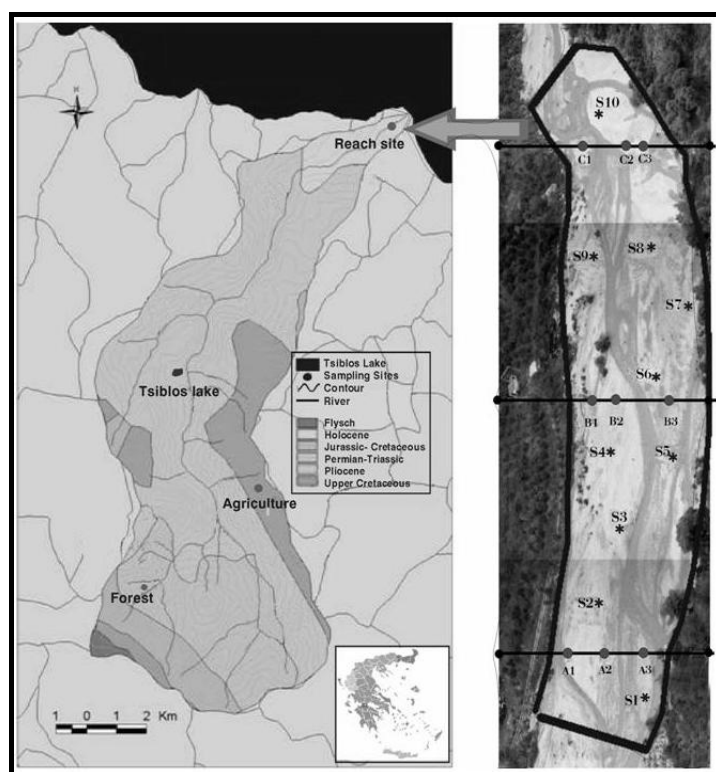 N
Reach site
Tsiblos lake
Tsiblos Lake
Sampling Sites
Contour
River
Flysch
Holocene
Jurassic- Cretaceous
Permian-Triassic
Pliocene
Upper Cretaceous
Agriculture
Forest
1 0 1 2 Km
S10
C1 C2 C3
S8
S9
S7
S6
B1 B2 B3
S4
S5
S3
S2
A1 A2 A3
S1